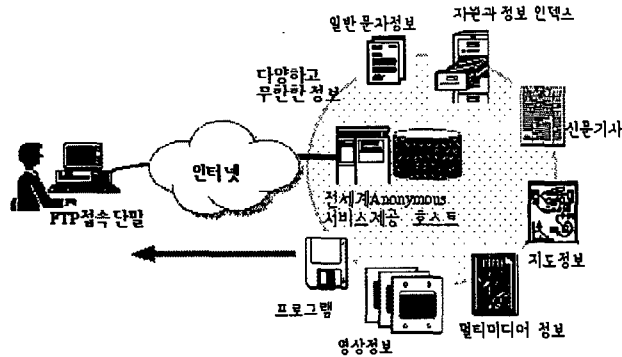 일반 문자정보
자원과 정보 인덱스
다양하고
무한한 정보
신문기사
인터넷
FTP접속 단말
전세계Anonymous
서비스제공 호스트
지도정보
프로그램
영상정보
멀티미디어 정보